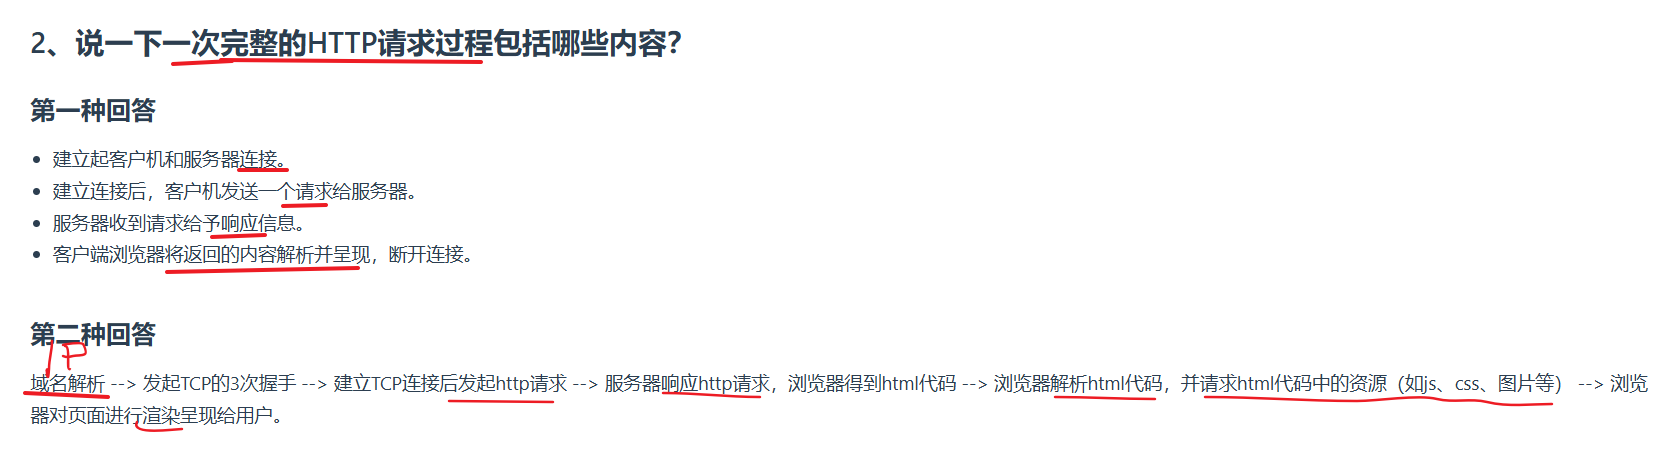 2、说一下一次完整的HTTP请求过程包括哪些内容？
第一种回答
建立起客户机和服务器连接。
建立连接后，客户机发送一个请求给服务器。
服务器收到请求给予响应信息。
客户端浏览器将返回的内容解析并呈现，断开连接。
第二种回答
IP
域名解析 --> 发起TCP的3次握手 --> 建立TCP连接后发起http请求 --> 服务器响应http请求，浏览器得到html代码 --> 浏览器解析html代码，并请求html代码中的资源（如js、css、图片等） --> 浏览
器对页面进行渲染呈现给用户。